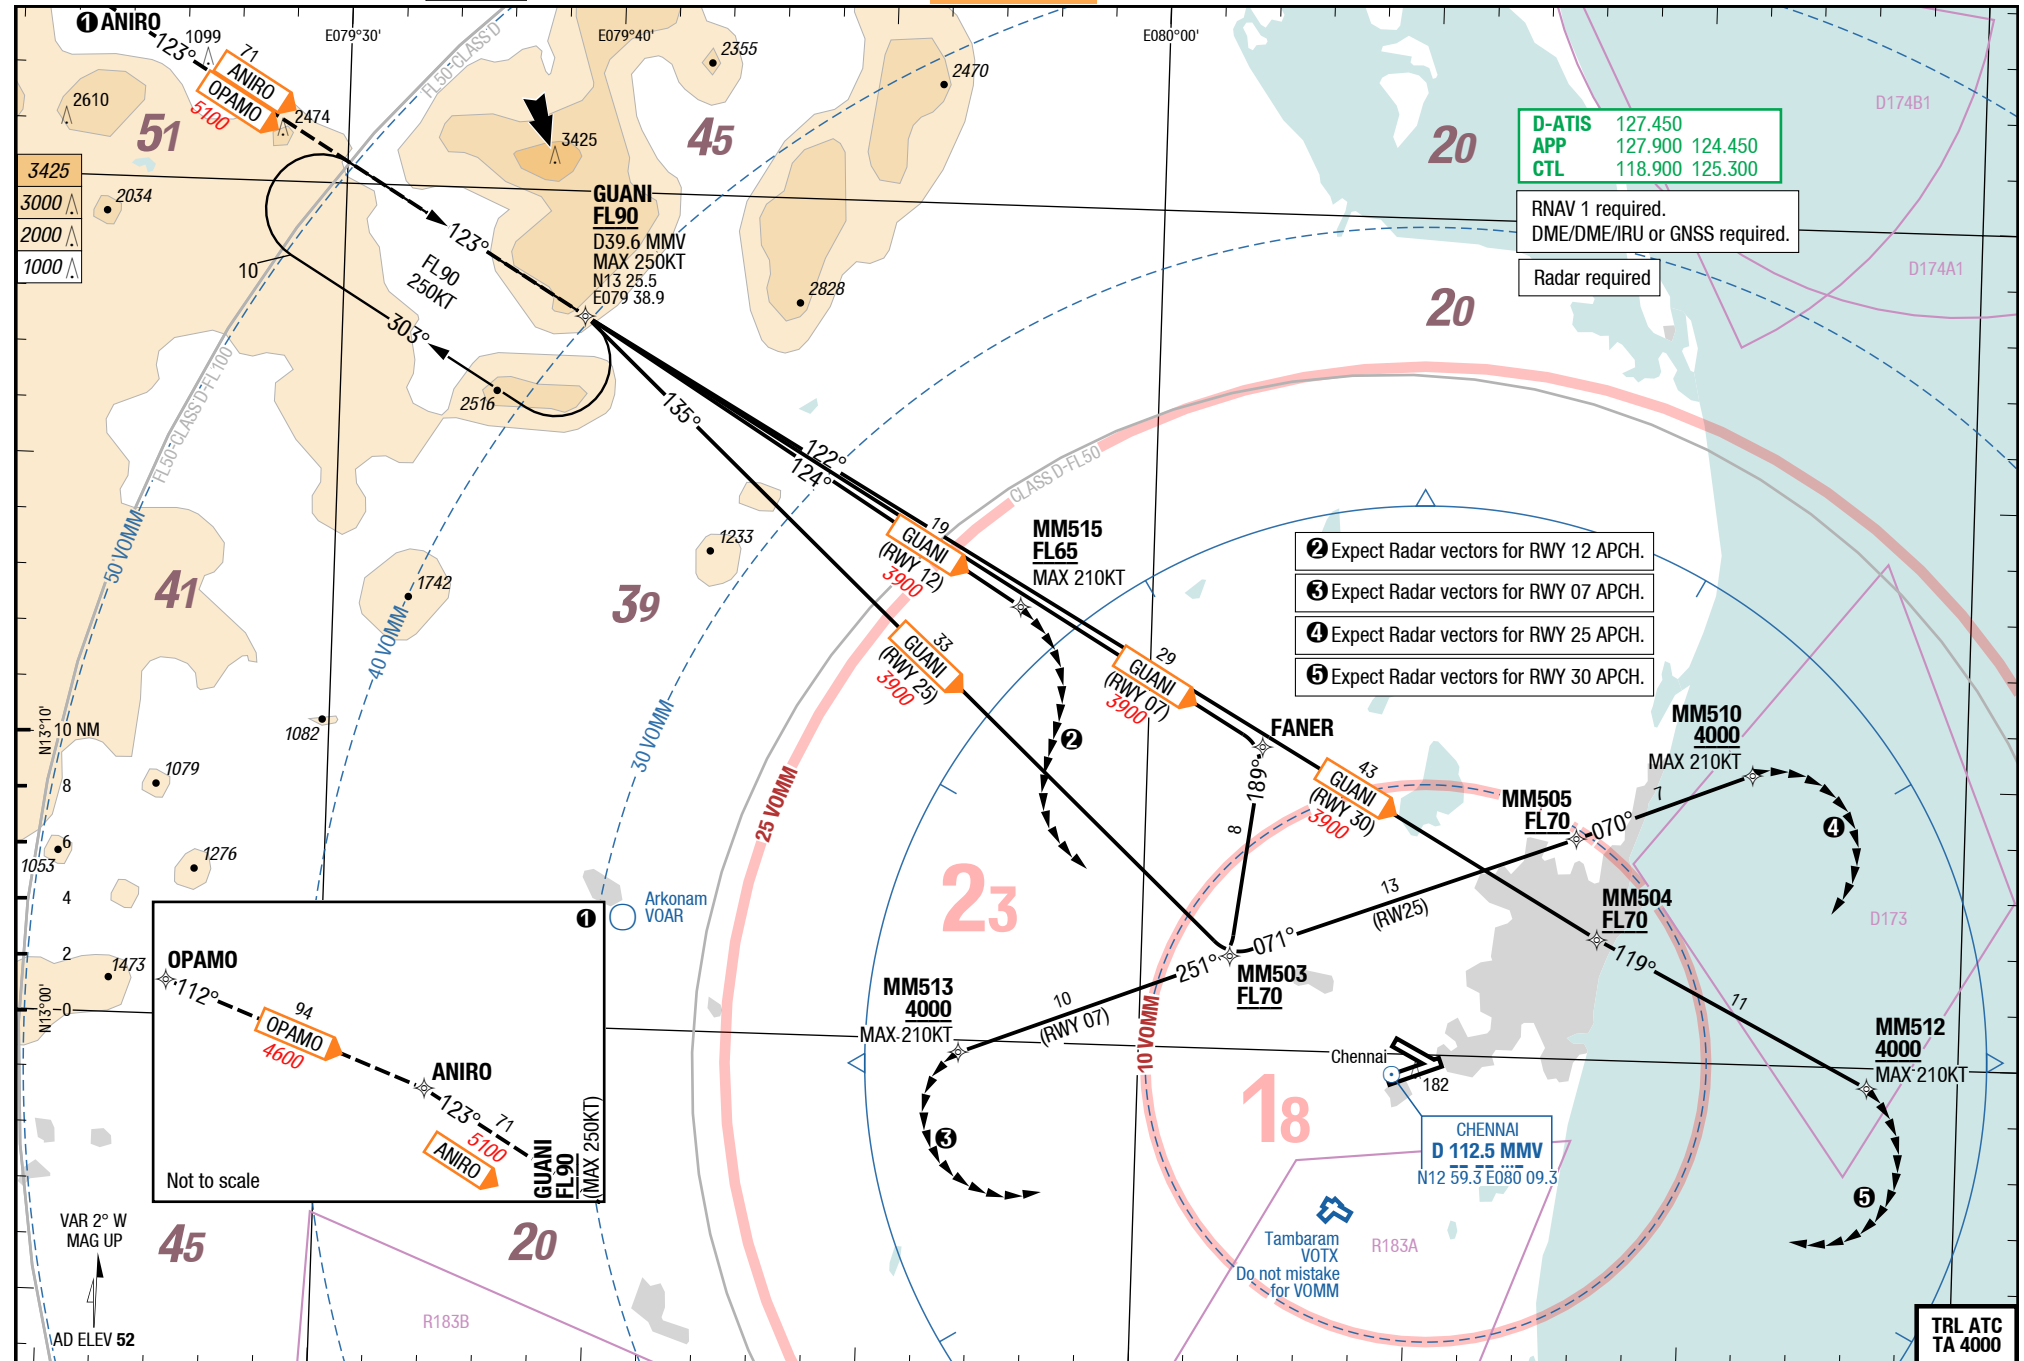 ❶ ANIRO
123°
1099
71
ANIRO
OPAMO
5100
2474
2610
51
E079°30'
FL50-CLASS D
E079°40'
2355
2470
E080°00'
3425
45
20
D174B1
D-ATIS 127.450
APP 127.900 124.450
CTL 118.900 125.300
3425
3000
2000
1000
2034
GUANI
FL90
D39.6 MMV
MAX 250KT
N13 25.5
E079 38.9
RNAV 1 required.
DME/DME/IRU or GNSS required.
Radar required
D174A1
123°
FL90
250KT
10
303°
2828
20
FL50-CLASS D-FL100
2516
135°
122°
124°
CLASS D-FL50
50 VOMM
1742
40 VOMM
41
1233
39
19
GUANI
(RWY 12)
3900
MM515
FL65
MAX 210KT
❷ Expect Radar vectors for RWY 12 APCH.
❸ Expect Radar vectors for RWY 07 APCH.
❹ Expect Radar vectors for RWY 25 APCH.
❺ Expect Radar vectors for RWY 30 APCH.
33
GUANI
(RWY 25)
3900
29
GUANI
(RWY 07)
3900
N13°10'
10 NM
8
6
4
2
0
N13°00'
1082
1079
1053
1276
1473
30 VOMM
25 VOMM
❷
FANER
189°
8
43
GUANI
(RWY 30)
3900
MM510
4000
MAX 210KT
7
070°
❹
MM505
FL70
13
(RW25)
MM504
FL70
119°
11
D173
23
Arkonam
VOAR
071°
251°
MM503
FL70
10
(RWY 07)
MM513
4000
MAX 210KT
❸
10 VOMM
MM512
4000
MAX 210KT
❺
Chennai
182
18
CHENNAI
D 112.5 MMV
N12 59.3 E080 09.3
Tambaram
VOTX
Do not mistake
for VOMM
R183A
❶
OPAMO
112°
94
OPAMO
4600
ANIRO
123°
71
5100
ANIRO
GUANI
FL90
(MAX 250KT)
Not to scale
VAR 2° W
MAG UP
AD ELEV 52
45
20
R183B
TRL ATC
TA 4000